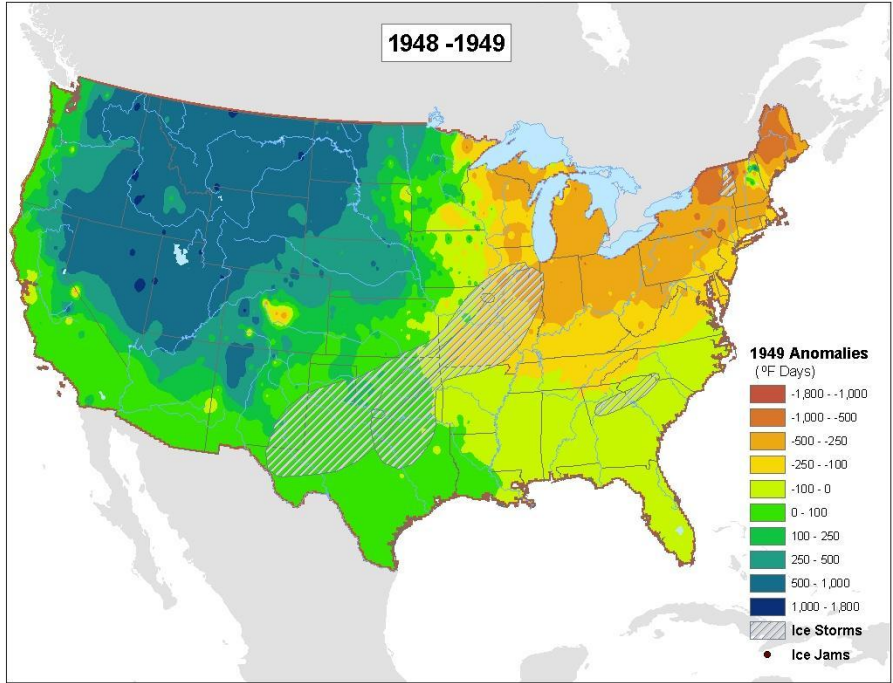 1948 -1949
1949 Anomalies
(ºF Days)
-1,800 - -1,000
-1,000 - -500
-500 - -250
-250 - -100
-100 - 0
0 - 100
100 - 250
250 - 500
500 - 1,000
1,000 - 1,800
Ice Storms
Ice Jams